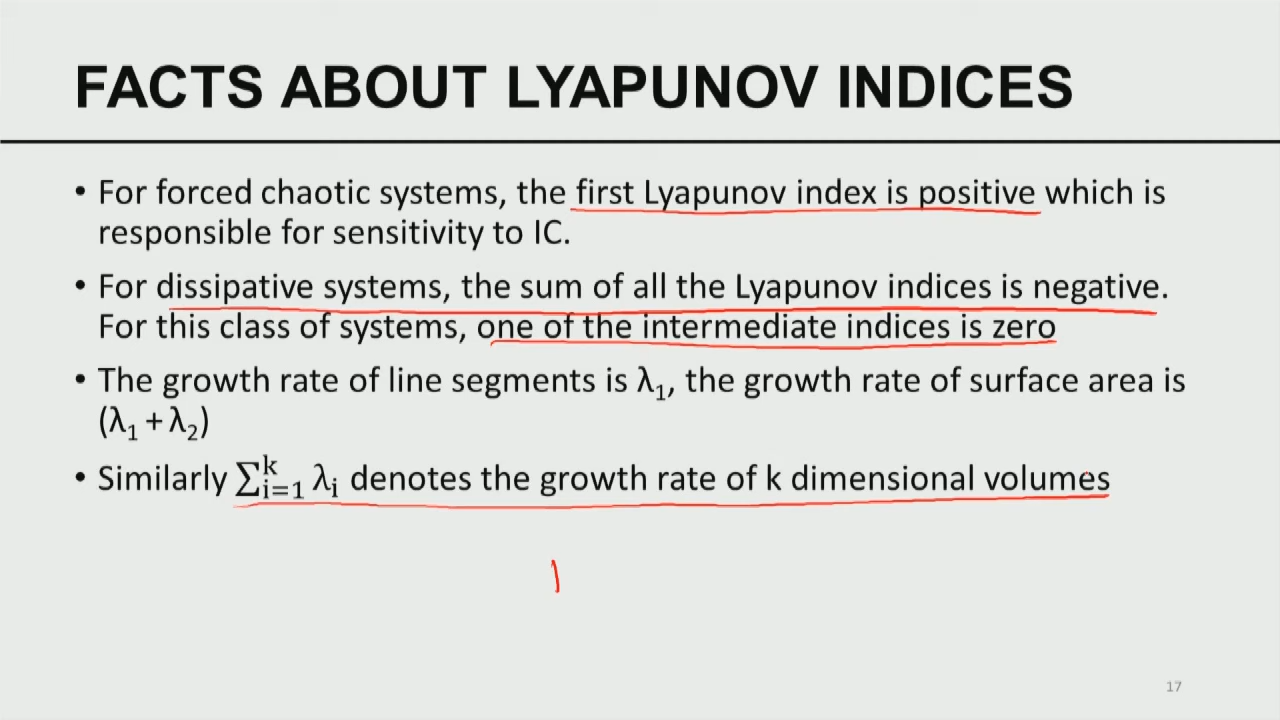 FACTS ABOUT LYAPUNOV INDICES
• For forced chaotic systems, the first Lyapunov index is positive which is
responsible for sensitivity to IC.
• For dissipative systems, the sum of all the Lyapunov indices is negative.
For this class of systems, one of the intermediate indices is zero
• The growth rate of line segments is λ₁, the growth rate of surface area is
(λ₁ + λ₂)
• Similarly ∑ᵢ₌₁ᵏ λᵢ denotes the growth rate of k dimensional volumes
17